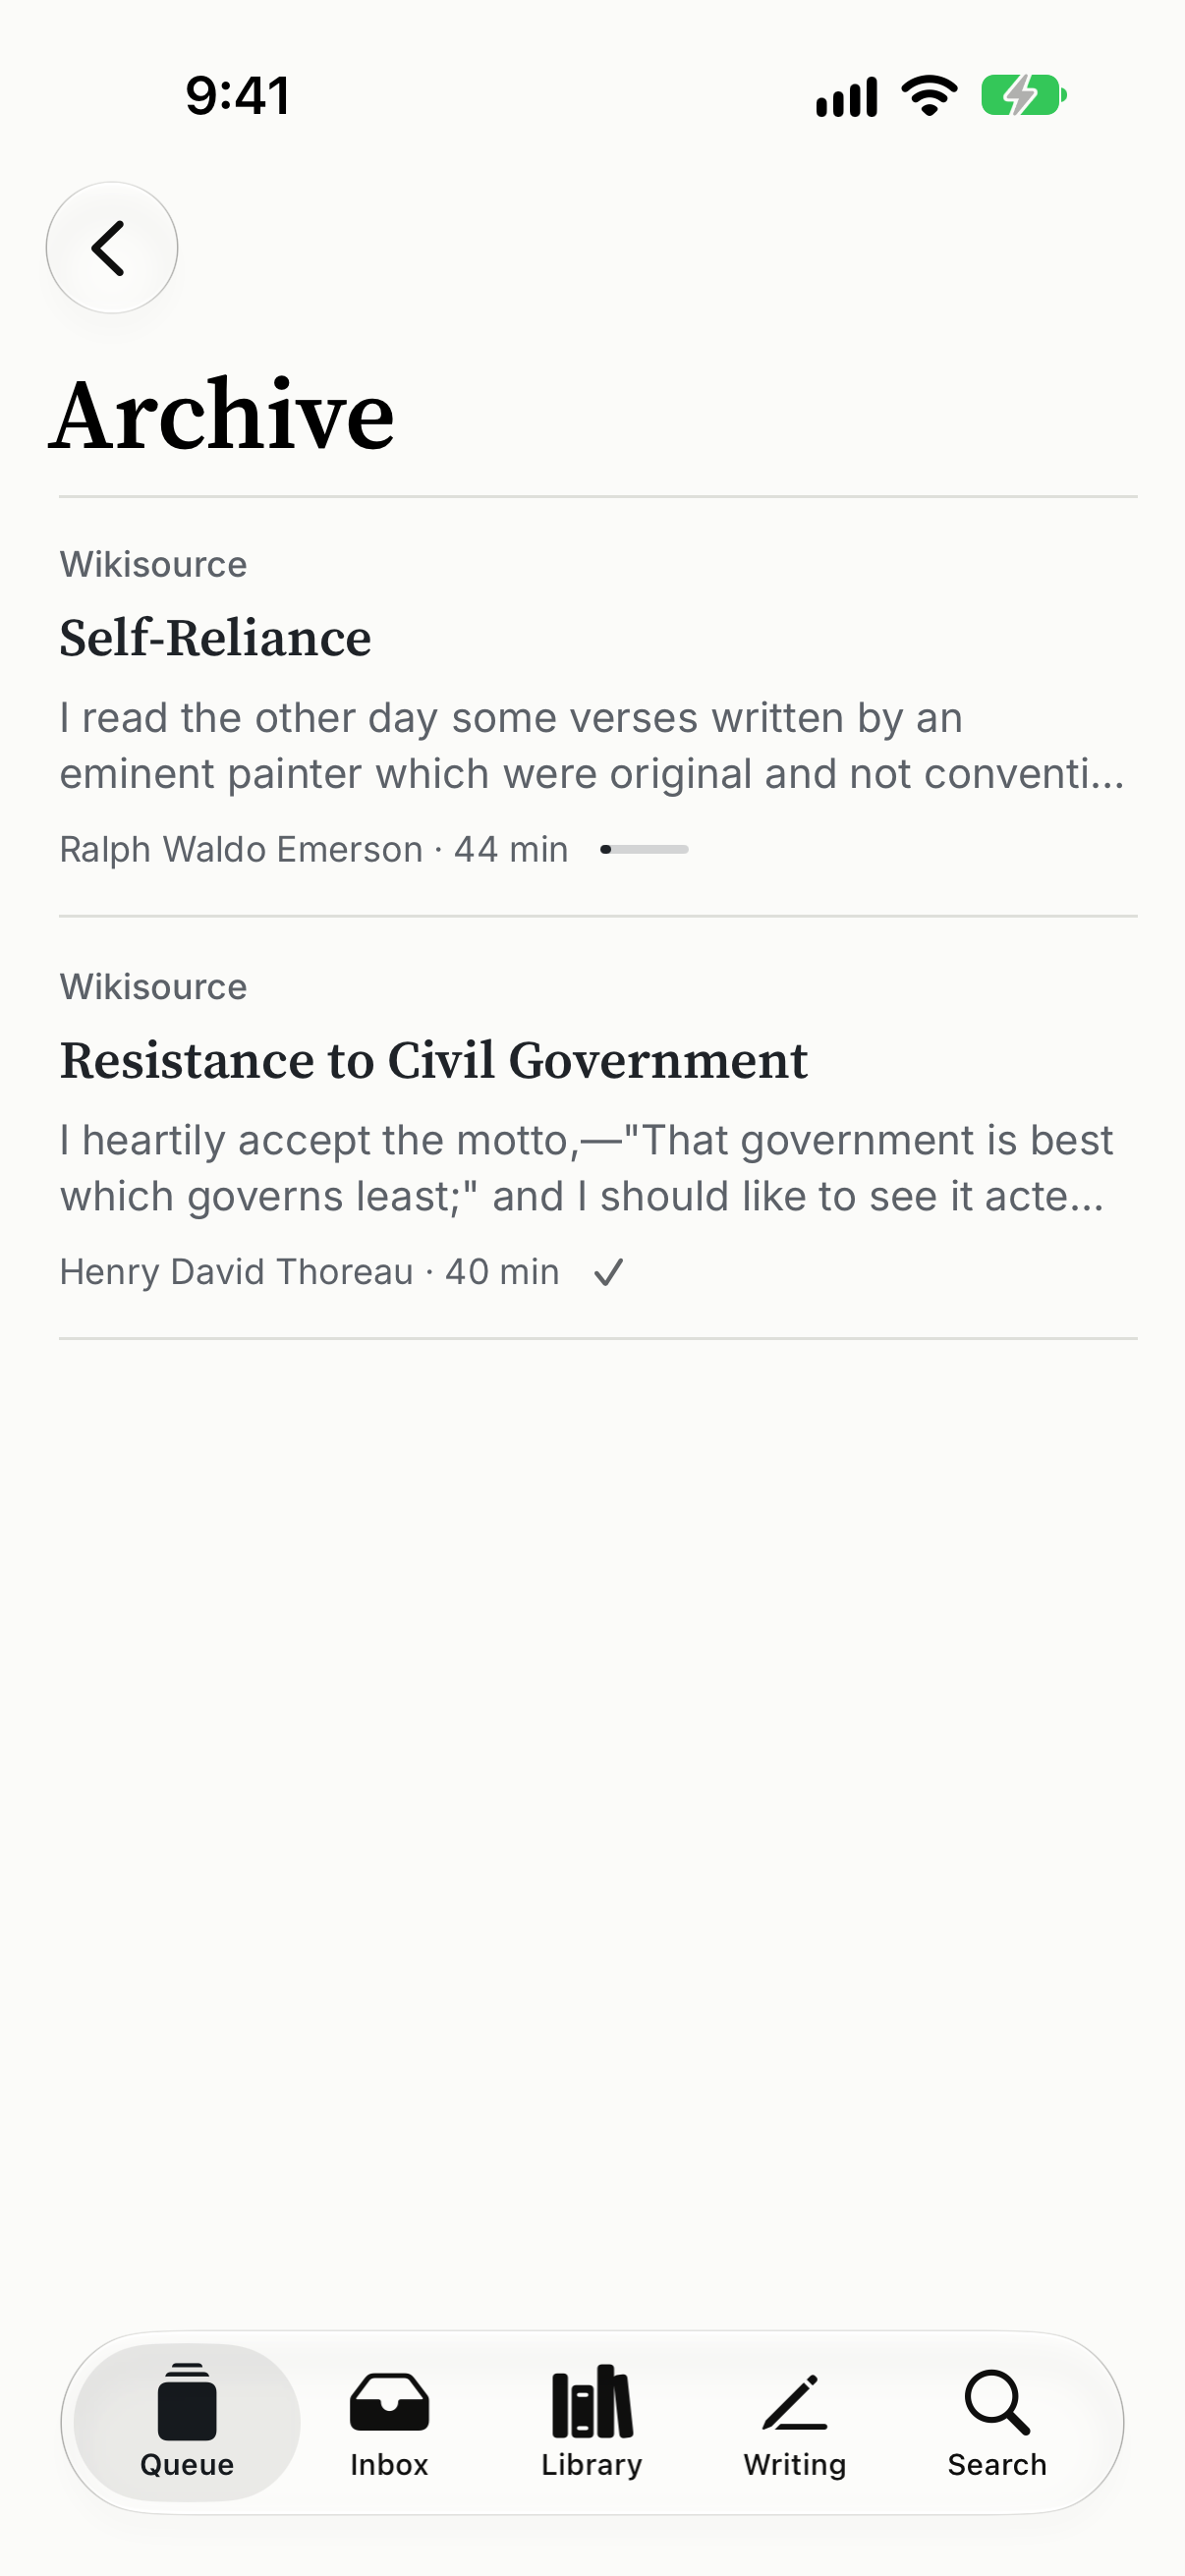 9:41
Archive
Wikisource
Self-Reliance
I read the other day some verses written by an
eminent painter which were original and not conventi...
Ralph Waldo Emerson · 44 min
Wikisource
Resistance to Civil Government
I heartily accept the motto,—"That government is best
which governs least;" and I should like to see it acte...
Henry David Thoreau · 40 min
Queue
Inbox
Library
Writing
Search